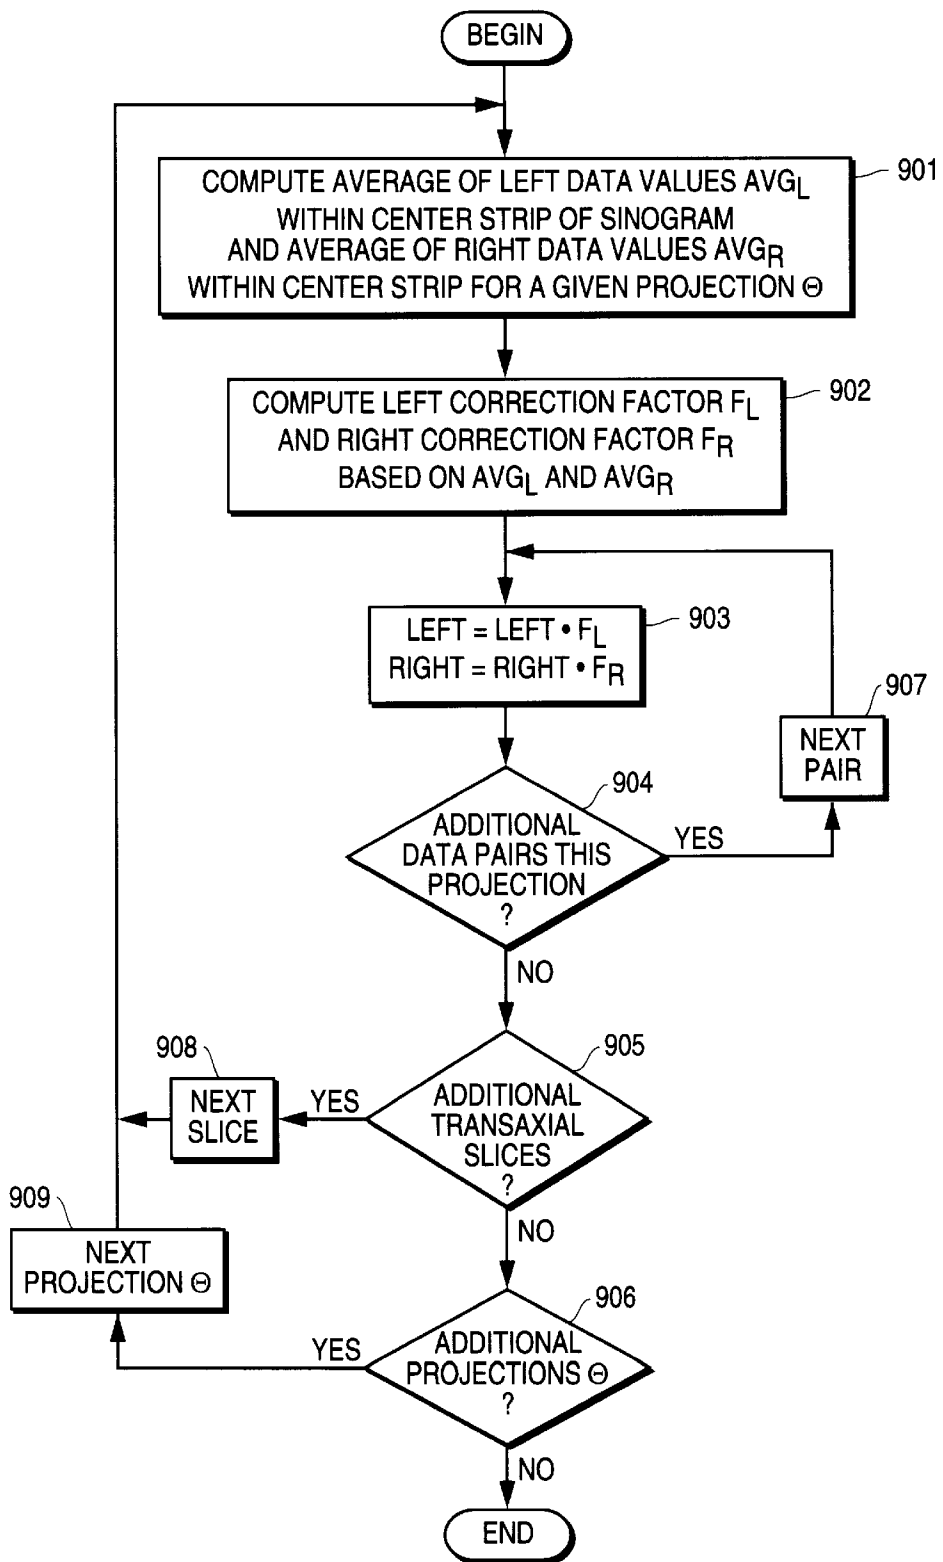 BEGIN
901
COMPUTE AVERAGE OF LEFT DATA VALUES AVGL
WITHIN CENTER STRIP OF SINOGRAM
AND AVERAGE OF RIGHT DATA VALUES AVGR
WITHIN CENTER STRIP FOR A GIVEN PROJECTION Θ
902
COMPUTE LEFT CORRECTION FACTOR FL
AND RIGHT CORRECTION FACTOR FR
BASED ON AVGL AND AVGR
903
LEFT = LEFT • FL
RIGHT = RIGHT • FR
907
NEXT
PAIR
904
ADDITIONAL
DATA PAIRS THIS
PROJECTION
?
YES
NO
905
ADDITIONAL
TRANSAXIAL
SLICES
?
YES
908
NEXT
SLICE
NO
909
NEXT
PROJECTION Θ
906
ADDITIONAL
PROJECTIONS Θ
?
YES
NO
END